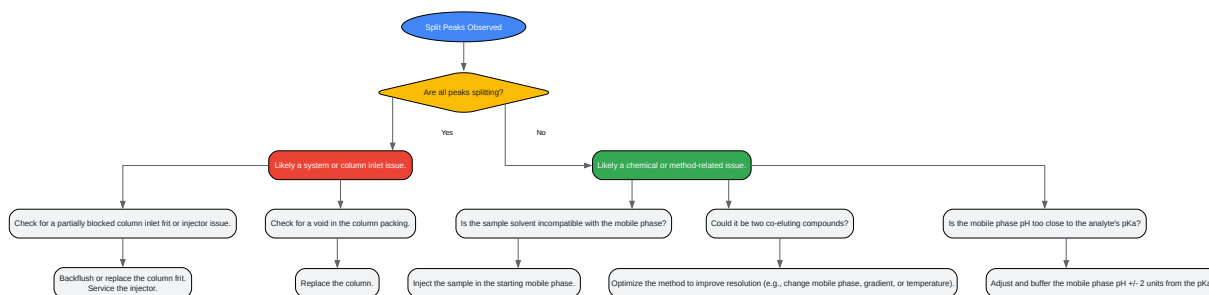 Split Peaks Observed
Are all peaks splitting?
Yes
No
Likely a system or column inlet issue.
Likely a chemical or method-related issue.
Check for a partially blocked column inlet frit or injector issue.
Check for a void in the column packing.
Is the sample solvent incompatible with the mobile phase?
Could it be two co-eluting compounds?
Is the mobile phase pH too close to the analyte's pKa?
Backflush or replace the column frit.
Service the injector.
Replace the column.
Inject the sample in the starting mobile phase.
Optimize the method to improve resolution (e.g., change mobile phase, gradient, or temperature).
Adjust and buffer the mobile phase pH +/- 2 units from the pKa